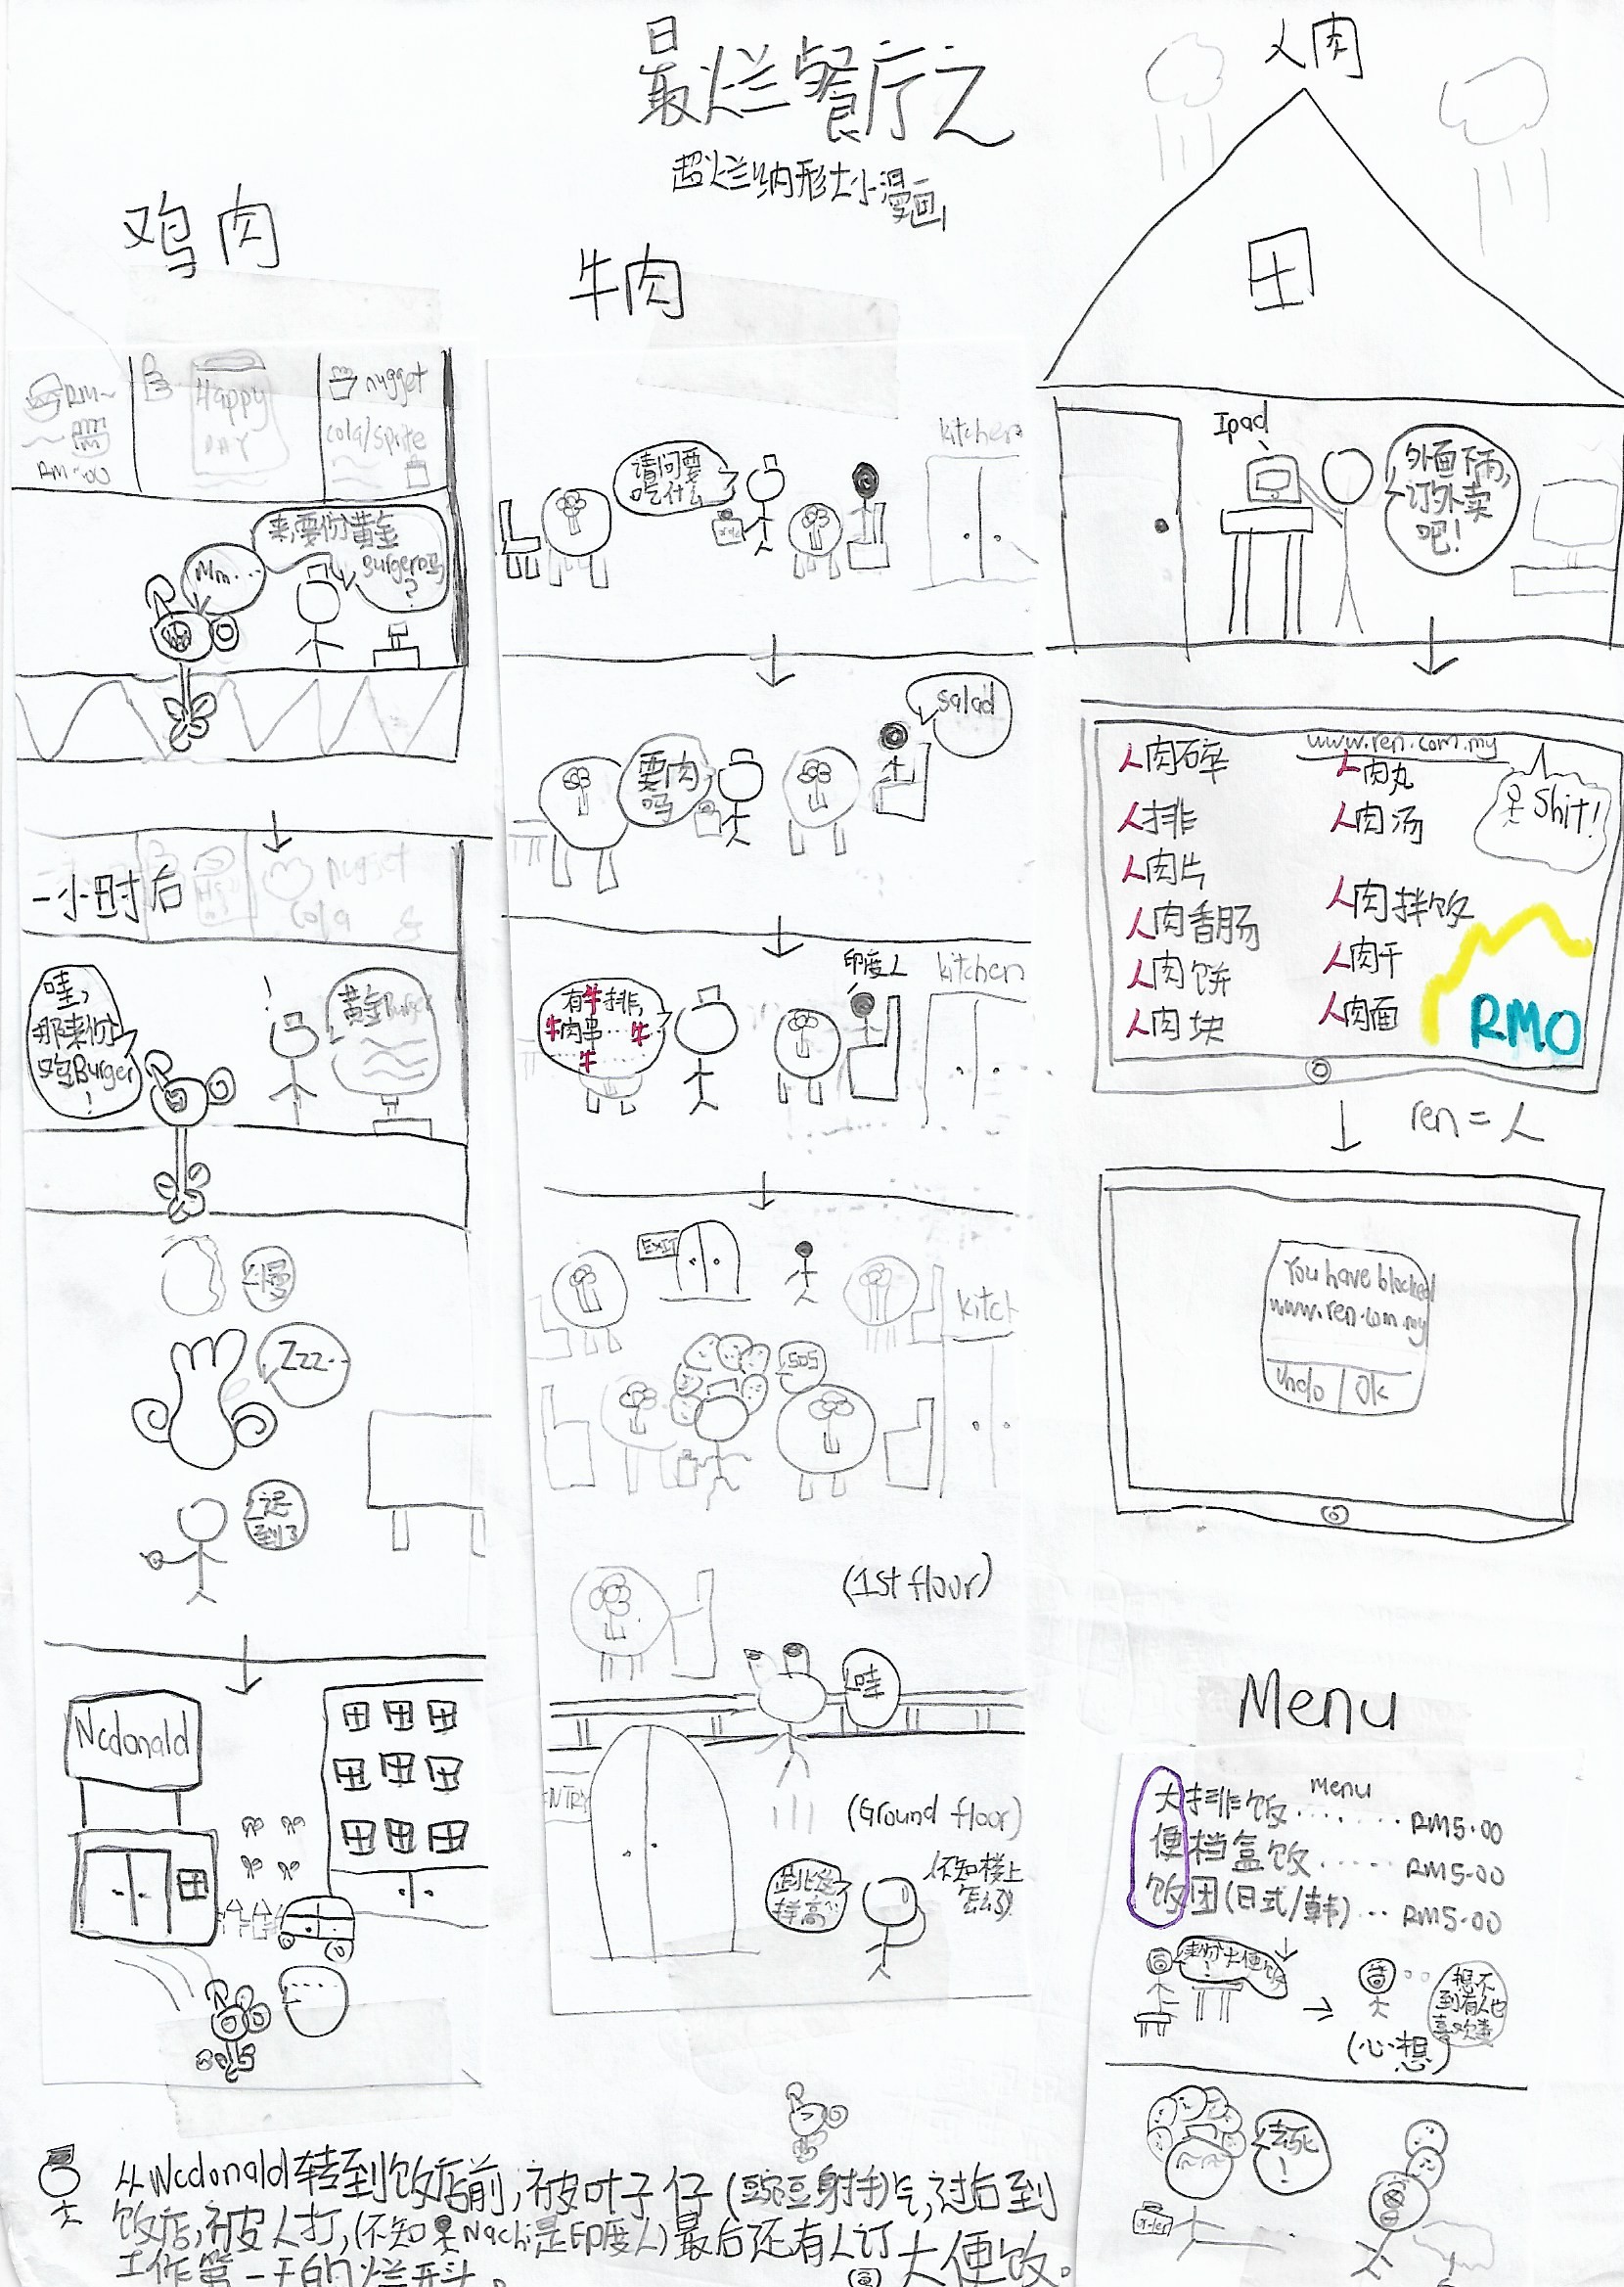 最烂餐厅之
超烂纳形士小漫画
鸡肉
RM~
RM~.00
Happy
DAY
nugget
cola/sprite
来,要份黄金
Burger吗
?
Mm...
一小时后
nugget
cola
哇,
那来份
鸡Burger
!
!
黄金Burger
慢
Zzz..
迟
到了
Ncdonald
牛肉
请问要
吃什么
kitchen
salad
要肉
吗
有牛排,
牛肉串...牛
牛
印度人
kitchen
EXIT
kitch
SOS
(1st floor)
哇
ENTRY
(Ground floor)
不知楼上
怎么了
人肉
Ipad
外面下雨,
订外卖
吧!
www.ren.com.my
人肉碎
人排
人肉片
人肉香肠
人肉饼
人肉块
人肉丸
人肉汤
人肉拌饭
人肉干
人肉面
Shit!
RM0
ren=人
You have blocked
www.ren.com.my
Undo | Ok
Menu
Menu
大排饭........RM5.00
便档盒饭.....RM5.00
饭团(日式/韩)..RM5.00
来份大便饭
!
想不
到有人也
喜欢吃
(心想)
去死
!
从Ncdonald转到饭店前,被叶子仔(豌豆射手)气,过后到
饭店,被人打,(不知Nachi是印度人)最后还有人订大便饭。
工作第一天的烂开头。